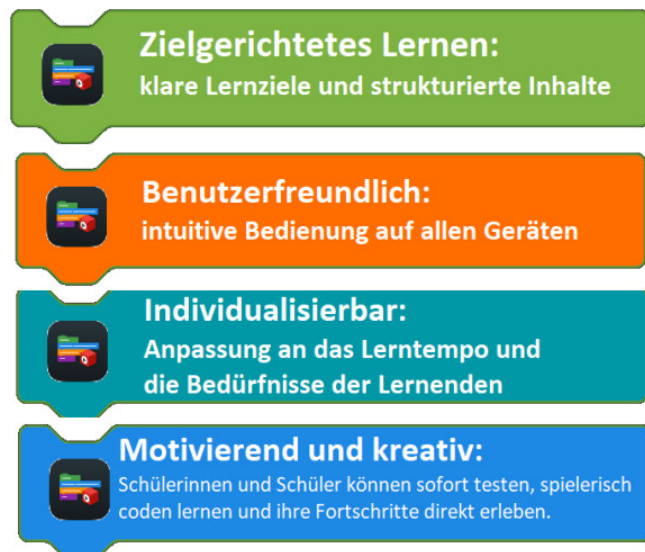 Zielgerichtetes Lernen:
klare Lernziele und strukturierte Inhalte
Benutzerfreundlich:
intuitive Bedienung auf allen Geräten
Individualisierbar:
Anpassung an das Lerntempo und
die Bedürfnisse der Lernenden
Motivierend und kreativ:
Schülerinnen und Schüler können sofort testen, spielerisch
coden lernen und ihre Fortschritte direkt erleben.